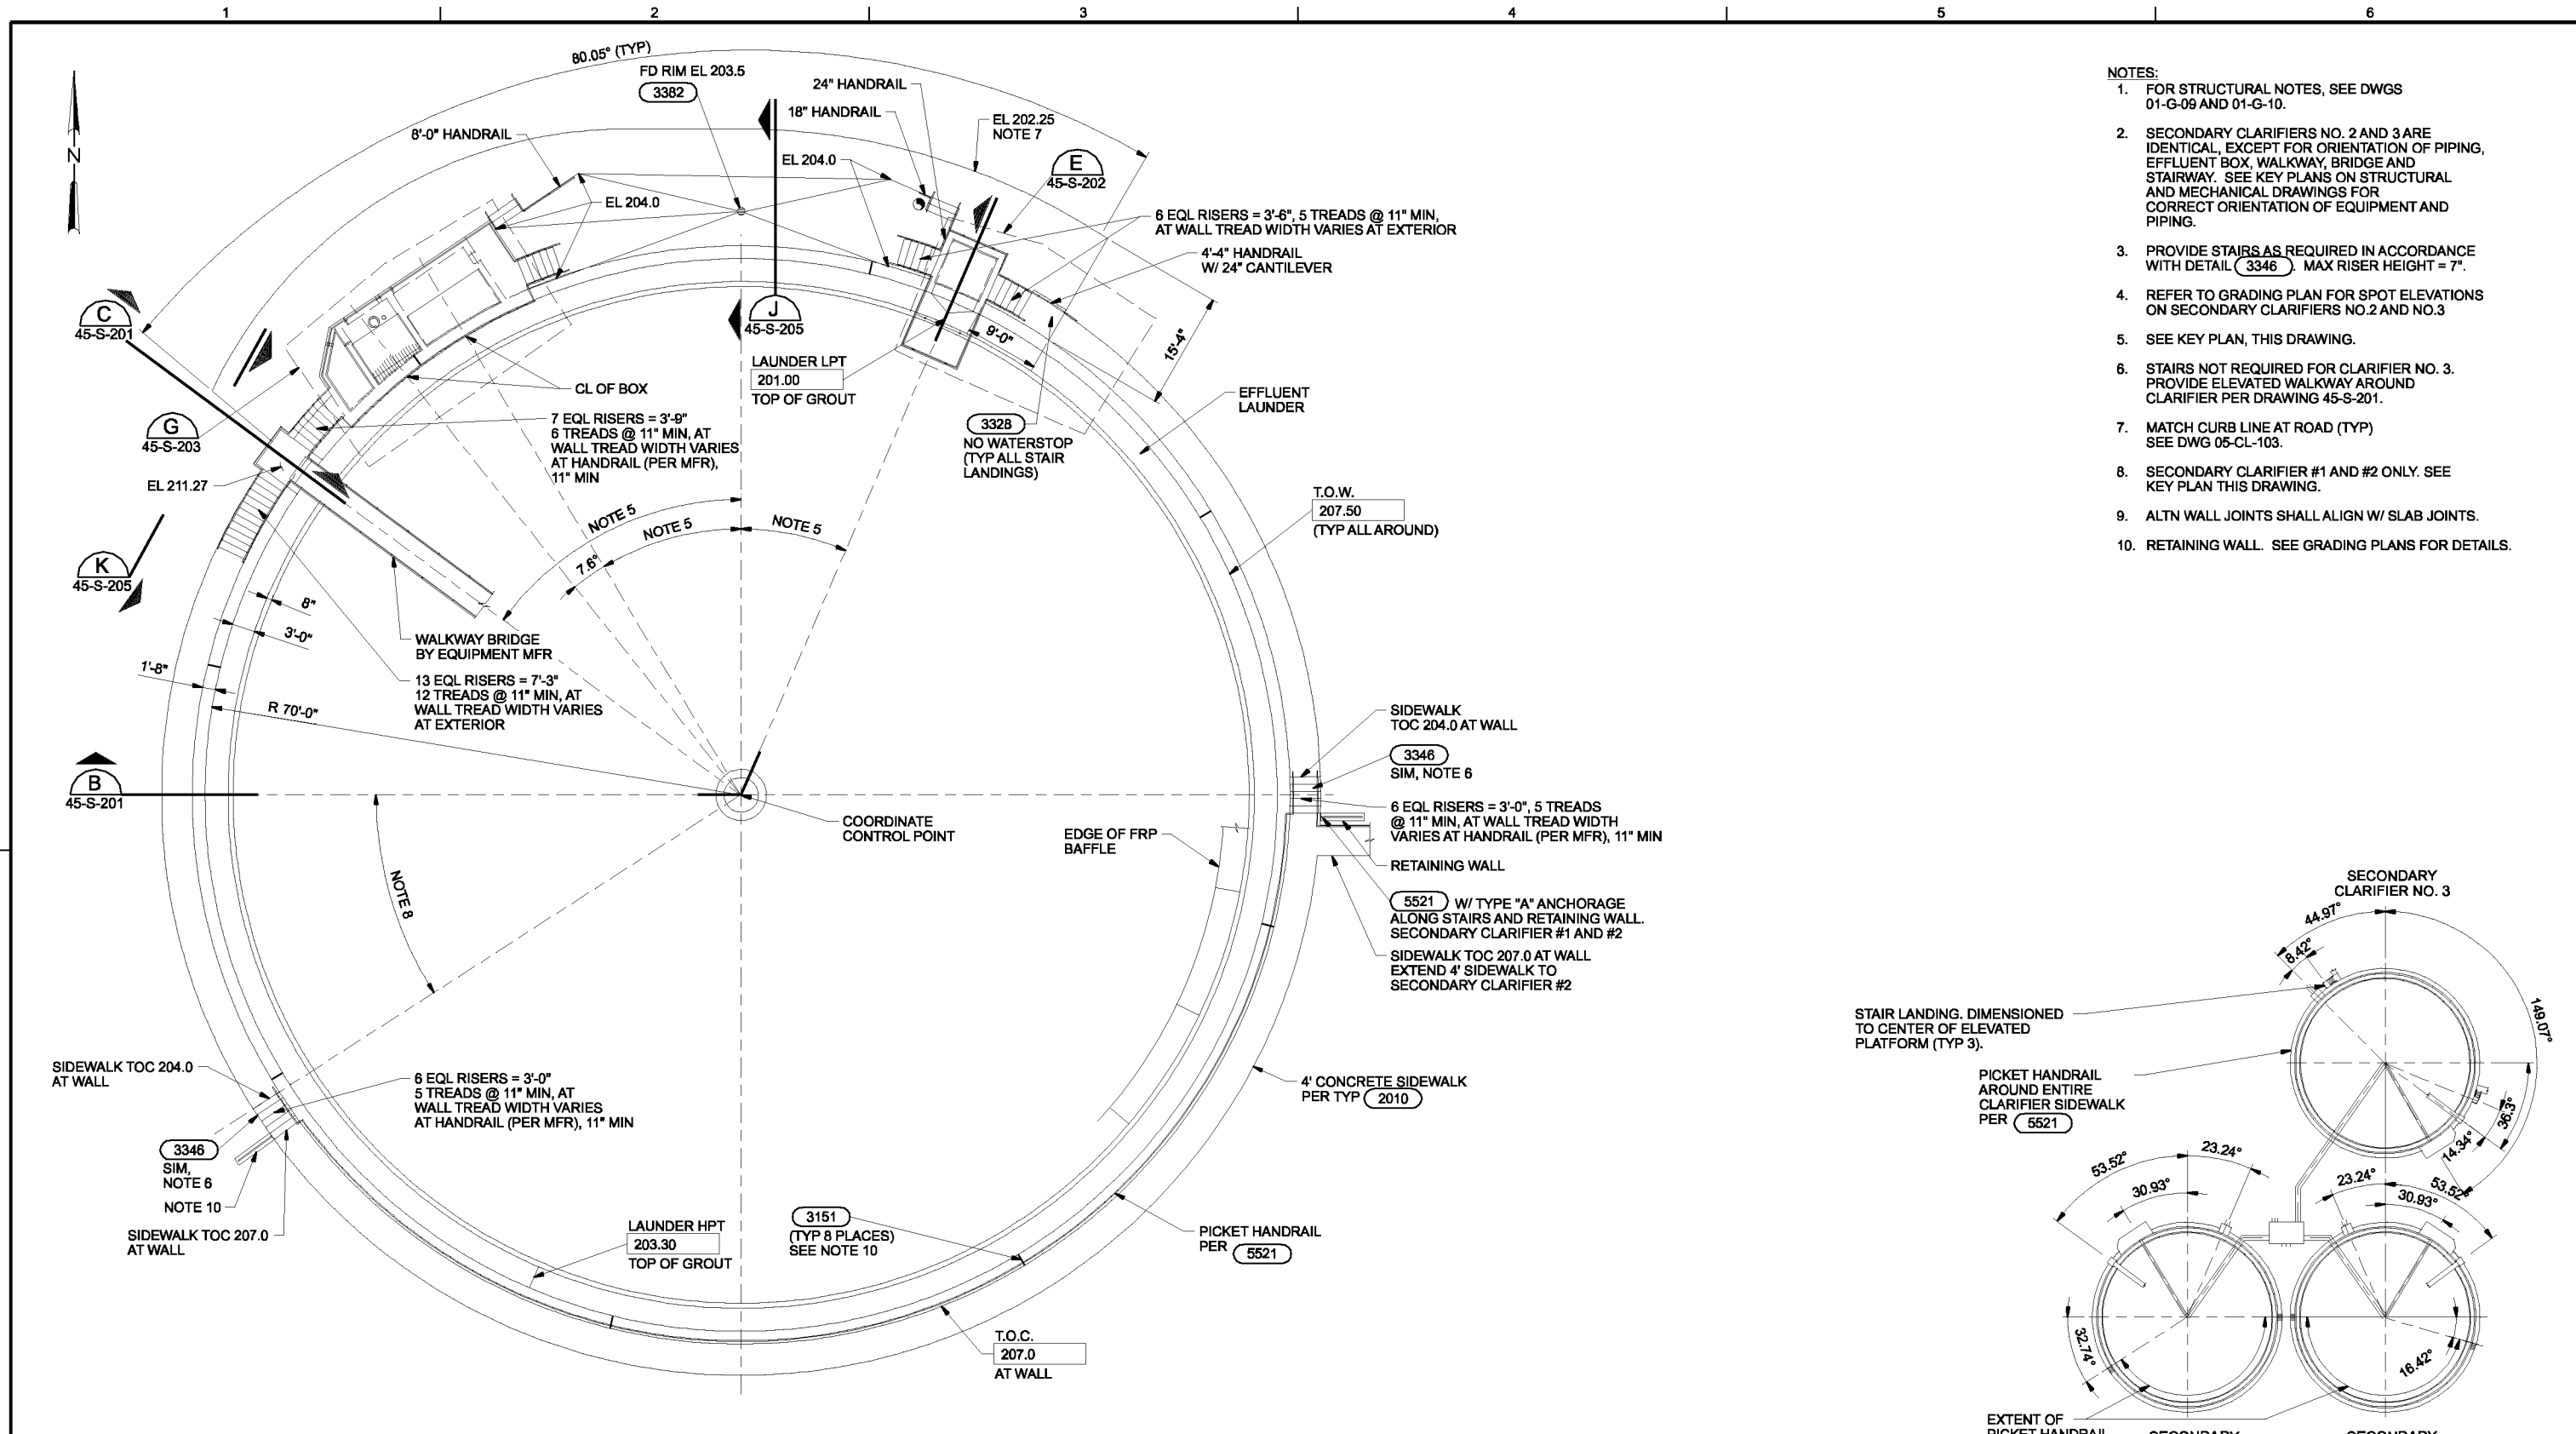 1
2
3
4
5
6
80.05° (TYP)
FD RIM EL 203.5
3382
24" HANDRAIL
18" HANDRAIL
8'-0" HANDRAIL
EL 202.25
NOTE 7
N
EL 204.0
E
45-S-202
EL 204.0
6 EQL RISERS = 3'-6", 5 TREADS @ 11" MIN,
AT WALL TREAD WIDTH VARIES AT EXTERIOR
4'-4" HANDRAIL
W/ 24" CANTILEVER
C
45-S-201
J
45-S-205
9'-0"
15'-4"
LAUNDER LPT
201.00
TOP OF GROUT
CL OF BOX
EFFLUENT
LAUNDER
G
45-S-203
7 EQL RISERS = 3'-9"
6 TREADS @ 11" MIN, AT
WALL TREAD WIDTH VARIES
AT HANDRAIL (PER MFR),
11" MIN
3328
NO WATERSTOP
(TYP ALL STAIR
LANDINGS)
EL 211.27
T.O.W.
207.50
(TYP ALL AROUND)
NOTE 5
NOTE 5
NOTE 5
7.6°
K
45-S-205
8"
3'-0"
1'-8"
WALKWAY BRIDGE
BY EQUIPMENT MFR
13 EQL RISERS = 7'-3"
12 TREADS @ 11" MIN, AT
WALL TREAD WIDTH VARIES
AT EXTERIOR
R 70'-0"
SIDEWALK
TOC 204.0 AT WALL
3346
SIM, NOTE 6
B
45-S-201
6 EQL RISERS = 3'-0", 5 TREADS
@ 11" MIN, AT WALL TREAD WIDTH
VARIES AT HANDRAIL (PER MFR), 11" MIN
COORDINATE
CONTROL POINT
EDGE OF FRP
BAFFLE
RETAINING WALL
NOTE 8
5521 W/ TYPE "A" ANCHORAGE
ALONG STAIRS AND RETAINING WALL.
SECONDARY CLARIFIER #1 AND #2
SIDEWALK TOC 207.0 AT WALL
EXTEND 4' SIDEWALK TO
SECONDARY CLARIFIER #2
SIDEWALK TOC 204.0
AT WALL
6 EQL RISERS = 3'-0"
5 TREADS @ 11" MIN, AT
WALL TREAD WIDTH VARIES
AT HANDRAIL (PER MFR), 11" MIN
4' CONCRETE SIDEWALK
PER TYP 2010
3346
SIM,
NOTE 6
NOTE 10
SIDEWALK TOC 207.0
AT WALL
LAUNDER HPT
203.30
TOP OF GROUT
3151
(TYP 8 PLACES)
SEE NOTE 10
PICKET HANDRAIL
PER 5521
T.O.C.
207.0
AT WALL
NOTES:
1. FOR STRUCTURAL NOTES, SEE DWGS
01-G-09 AND 01-G-10.
2. SECONDARY CLARIFIERS NO. 2 AND 3 ARE
IDENTICAL, EXCEPT FOR ORIENTATION OF PIPING,
EFFLUENT BOX, WALKWAY, BRIDGE AND
STAIRWAY. SEE KEY PLANS ON STRUCTURAL
AND MECHANICAL DRAWINGS FOR
CORRECT ORIENTATION OF EQUIPMENT AND
PIPING.
3. PROVIDE STAIRS AS REQUIRED IN ACCORDANCE
WITH DETAIL 3346 . MAX RISER HEIGHT = 7".
4. REFER TO GRADING PLAN FOR SPOT ELEVATIONS
ON SECONDARY CLARIFIERS NO.2 AND NO.3
5. SEE KEY PLAN, THIS DRAWING.
6. STAIRS NOT REQUIRED FOR CLARIFIER NO. 3.
PROVIDE ELEVATED WALKWAY AROUND
CLARIFIER PER DRAWING 45-S-201.
7. MATCH CURB LINE AT ROAD (TYP)
SEE DWG 05-CL-103.
8. SECONDARY CLARIFIER #1 AND #2 ONLY. SEE
KEY PLAN THIS DRAWING.
9. ALTN WALL JOINTS SHALL ALIGN W/ SLAB JOINTS.
10. RETAINING WALL. SEE GRADING PLANS FOR DETAILS.
SECONDARY
CLARIFIER NO. 3
44.97°
8.42°
149.07°
STAIR LANDING. DIMENSIONED
TO CENTER OF ELEVATED
PLATFORM (TYP 3).
PICKET HANDRAIL
AROUND ENTIRE
CLARIFIER SIDEWALK
PER 5521
36.3°
14.34°
53.52°
23.24°
30.93°
23.24°
53.52°
30.93°
32.74°
16.42°
EXTENT OF
PICKET HANDRAIL
SECONDARY
SECONDARY